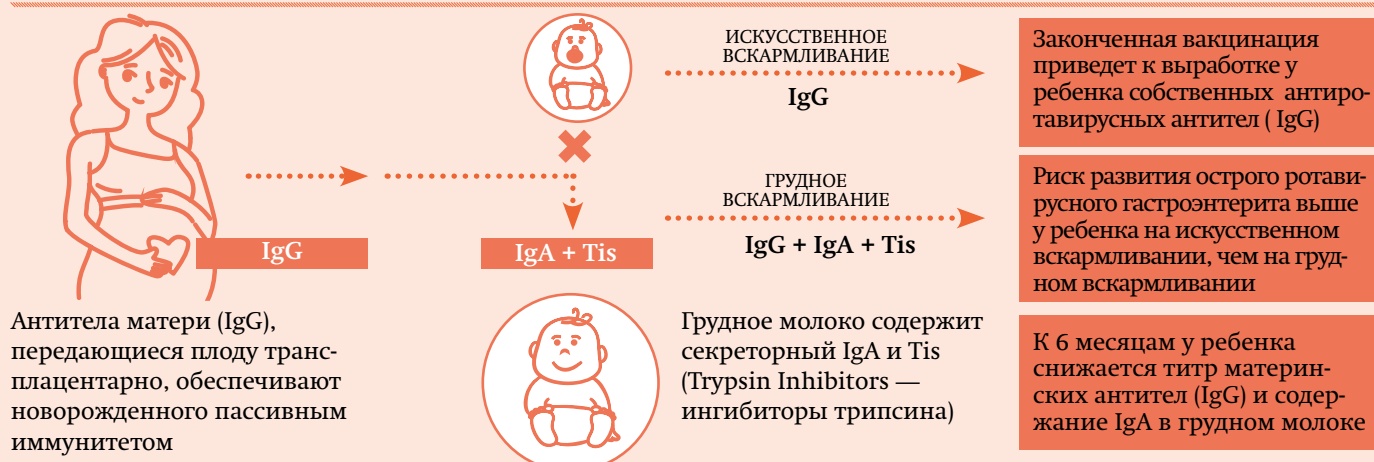 IgG
Антитела матери (IgG),
передающиеся плоду транс-
плацентарно, обеспечивают
новорожденного пассивным
иммунитетом
IgA + Tis
ИСКУССТВЕННОЕ
ВСКАРМЛИВАНИЕ
IgG
ГРУДНОЕ
ВСКАРМЛИВАНИЕ
IgG + IgA + Tis
Грудное молоко содержит
секреторный IgA и Tis
(Trypsin Inhibitors —
ингибиторы трипсина)
Законченная вакцинация
приведет к выработке у
ребенка собственных антиро-
тавирусных антител ( IgG)
Риск развития острого ротави-
русного гастроэнтерита выше
у ребенка на искусственном
вскармливании, чем на груд-
ном вскармливании
К 6 месяцам у ребенка
снижается титр материн-
ских антител (IgG) и содер-
жание IgA в грудном молоке